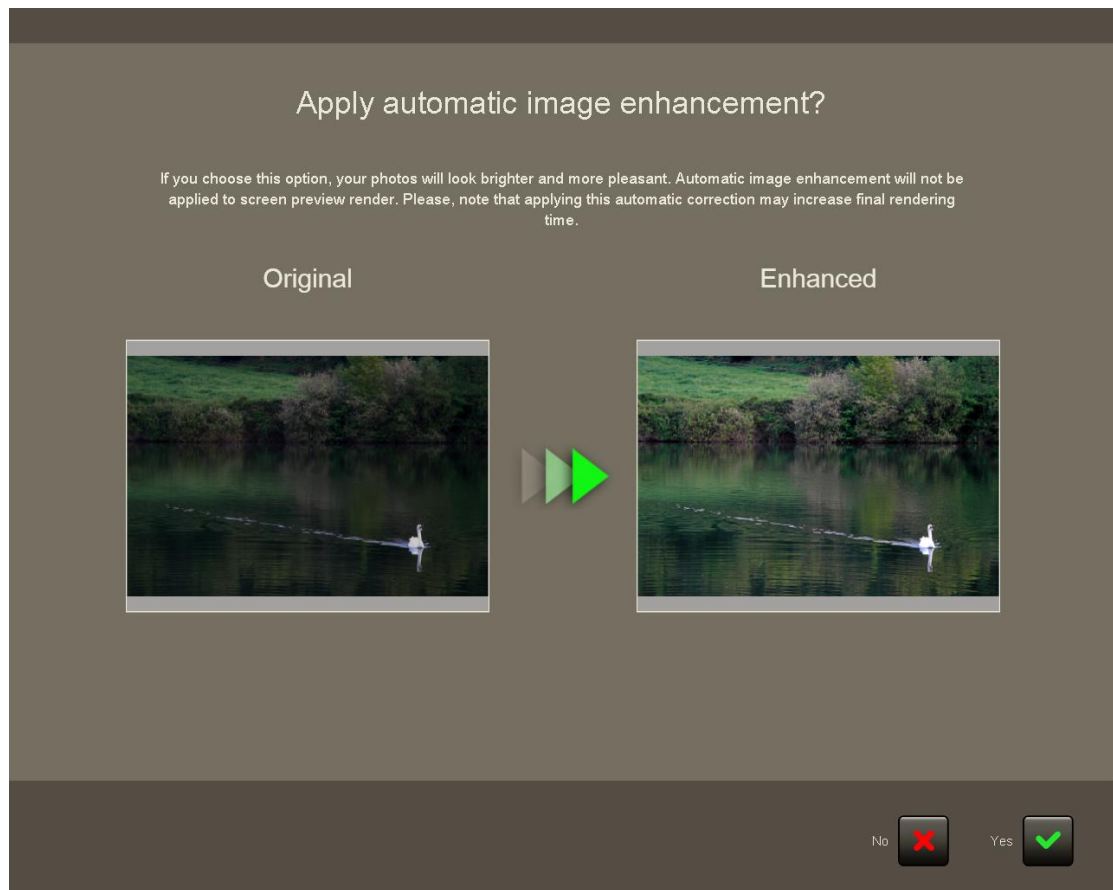 Apply automatic image enhancement?
If you choose this option, your photos will look brighter and more pleasant. Automatic image enhancement will not be
applied to screen preview render. Please, note that applying this automatic correction may increase final rendering
time.
Original
Enhanced
No
Yes